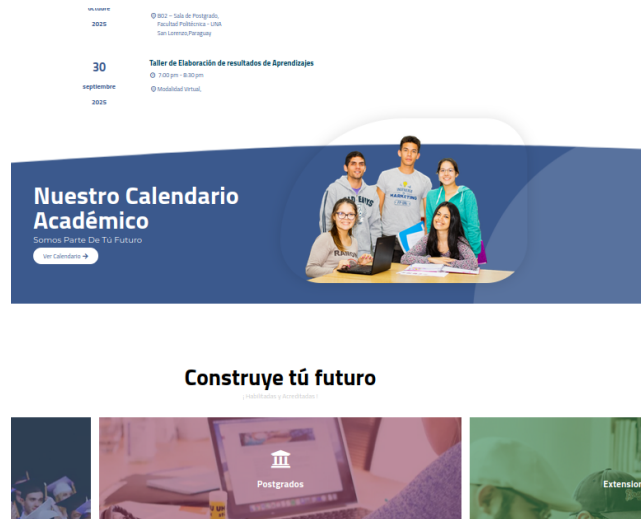 octubre
2025
B02 – Sala de Postgrado,
Facultad Politécnica - UNA
San Lorenzo,Paraguay
30
septiembre
2025
Taller de Elaboración de resultados de Aprendizajes
7:00 pm - 8:30 pm
Modalidad Virtual,
Nuestro Calendario
Académico
Somos Parte De Tú Futuro
Ver Calendario →
Construye tú futuro
¡ Habilitadas y Acreditadas !
Postgrados
Extension